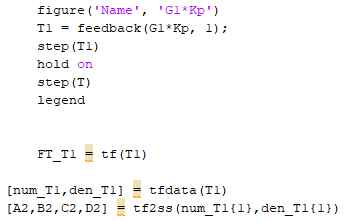 figure('Name', 'G1*Kp')
T1 = feedback(G1*Kp, 1);
step(T1)
hold on
step(T)
legend
FT_T1 = tf(T1)
[num_T1,den_T1] = tfdata(T1)
[A2,B2,C2,D2] = tf2ss(num_T1{1},den_T1{1})